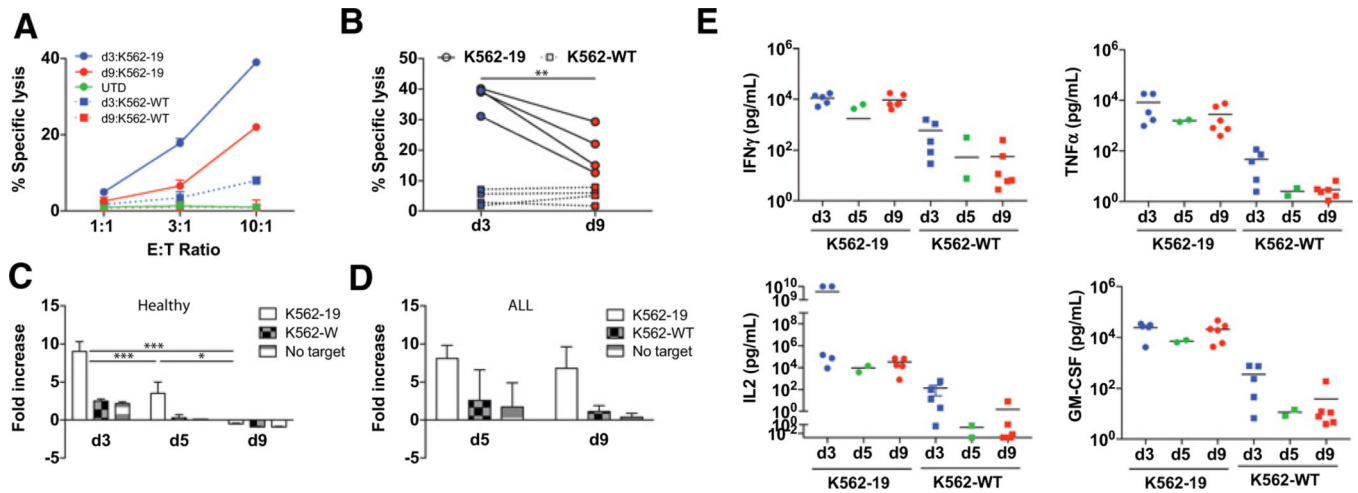 A
% Specific lysis
40
20
0
1:1
3:1
10:1
E:T Ratio
d3:K562-19
d9:K562-19
UTD
d3:K562-WT
d9:K562-WT
B
% Specific lysis
50
40
30
20
10
0
K562-19
K562-WT
**
d3
d9
C
Healthy
Fold increase
15
10
5
0
-5
***
***
*
d3
d5
d9
K562-19
K562-W
No target
D
ALL
Fold increase
15
10
5
0
-5
d5
d9
K562-19
K562-WT
No target
E
IFNγ (pg/mL)
10^6
10^4
10^2
10^0
d3 d5 d9 d3 d5 d9
K562-19 K562-WT
TNFα (pg/mL)
10^6
10^4
10^2
10^0
d3 d5 d9 d3 d5 d9
K562-19 K562-WT
IL2 (pg/mL)
10^10
10^9
10^8
10^6
10^4
10^2
10^0
10^0
10^-2
d3 d5 d9 d3 d5 d9
K562-19 K562-WT
GM-CSF (pg/mL)
10^6
10^4
10^2
10^0
d3 d5 d9 d3 d5 d9
K562-19 K562-WT